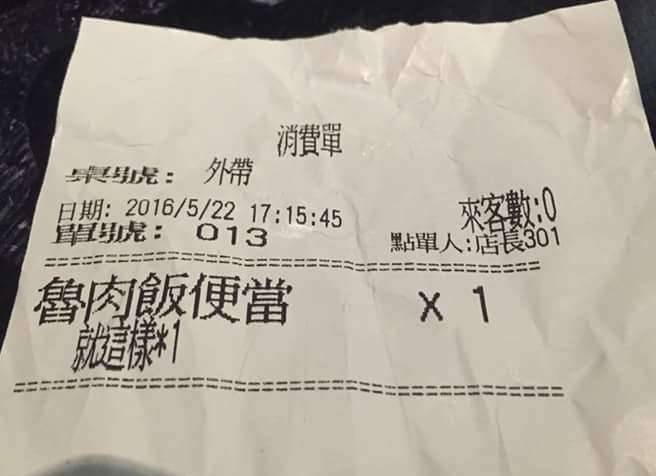 消費單
桌號: 外帶
日期: 2016/5/22 17:15:45 來客數:0
單號: 013 點單人:店長301
魯肉飯便當 X 1
就這樣*1